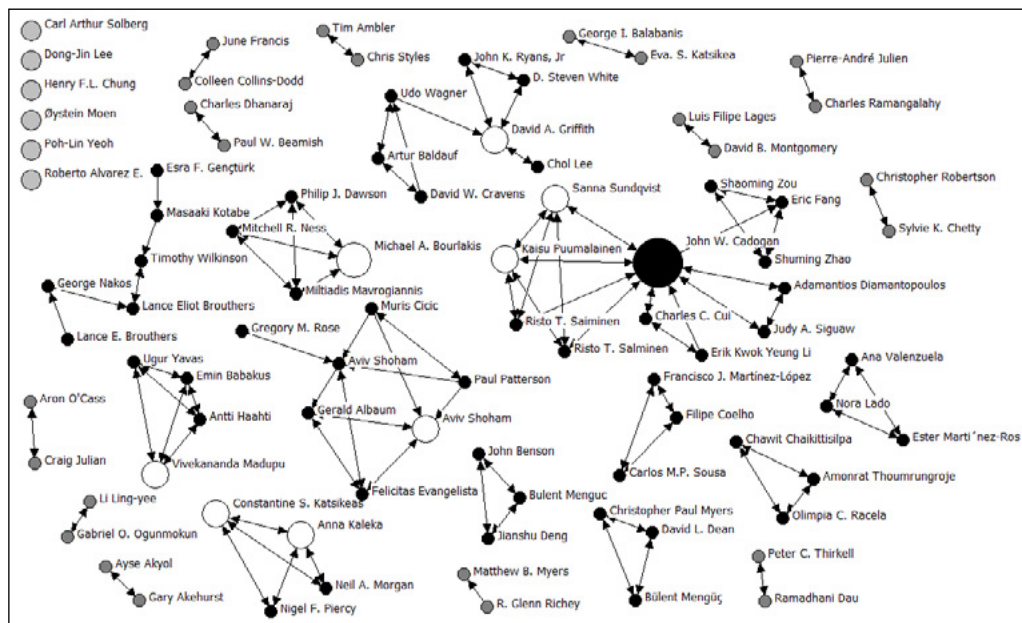 Carl Arthur Solberg
Dong-Jin Lee
Henry F.L. Chung
Øystein Moen
Poh-Lin Yeoh
Roberto Alvarez E.
June Francis
Colleen Collins-Dodd
Charles Dhanaraj
Paul W. Beamish
Tim Ambler
Chris Styles
John K. Ryans, Jr
D. Steven White
Udo Wagner
David A. Griffith
Artur Baldauf
Chol Lee
David W. Cravens
George I. Balabanis
Eva. S. Katsikea
Pierre-André Julien
Charles Ramangalahy
Luis Filipe Lages
David B. Montgomery
Christopher Robertson
Sylvie K. Chetty
Esra F. Gençtürk
Masaaki Kotabe
Timothy Wilkinson
George Nakos
Lance Eliot Brouthers
Lance E. Brouthers
Philip J. Dawson
Mitchell R. Ness
Michael A. Bourlakis
Miltiadis Mavrogiannis
Sanna Sundqvist
Kaisu Puumalainen
John W. Cadogan
Shaoming Zou
Eric Fang
Shuming Zhao
Adamantios Diamantopoulos
Judy A. Siguaw
Charles C. Cui
Erik Kwok Yeung Li
Risto T. Saiminen
Risto T. Salminen
Muris Cicic
Gregory M. Rose
Aviv Shoham
Paul Patterson
Gerald Albaum
Aviv Shoham
Felicitas Evangelista
Ugur Yavas
Emin Babakus
Antti Haahti
Vivekananda Madupu
Aron O'Cass
Craig Julian
Francisco J. Martínez-López
Filipe Coelho
Carlos M.P. Sousa
Ana Valenzuela
Nora Lado
Ester Marti´nez-Ros
Chawit Chaikittisilpa
Amonrat Thoumrungroje
Olimpia C. Racela
John Benson
Bulent Menguc
Jianshu Deng
Christopher Paul Myers
David L. Dean
Bülent Mengüç
Li Ling-yee
Gabriel O. Ogunmokun
Constantine S. Katsikeas
Anna Kaleka
Neil A. Morgan
Nigel F. Piercy
Ayse Akyol
Gary Akehurst
Matthew B. Myers
R. Glenn Richey
Peter C. Thirkell
Ramadhani Dau